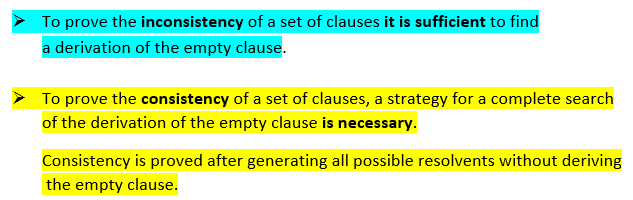 ➢ To prove the inconsistency of a set of clauses it is sufficient to find
a derivation of the empty clause.
➢ To prove the consistency of a set of clauses, a strategy for a complete search
of the derivation of the empty clause is necessary.
Consistency is proved after generating all possible resolvents without deriving
the empty clause.